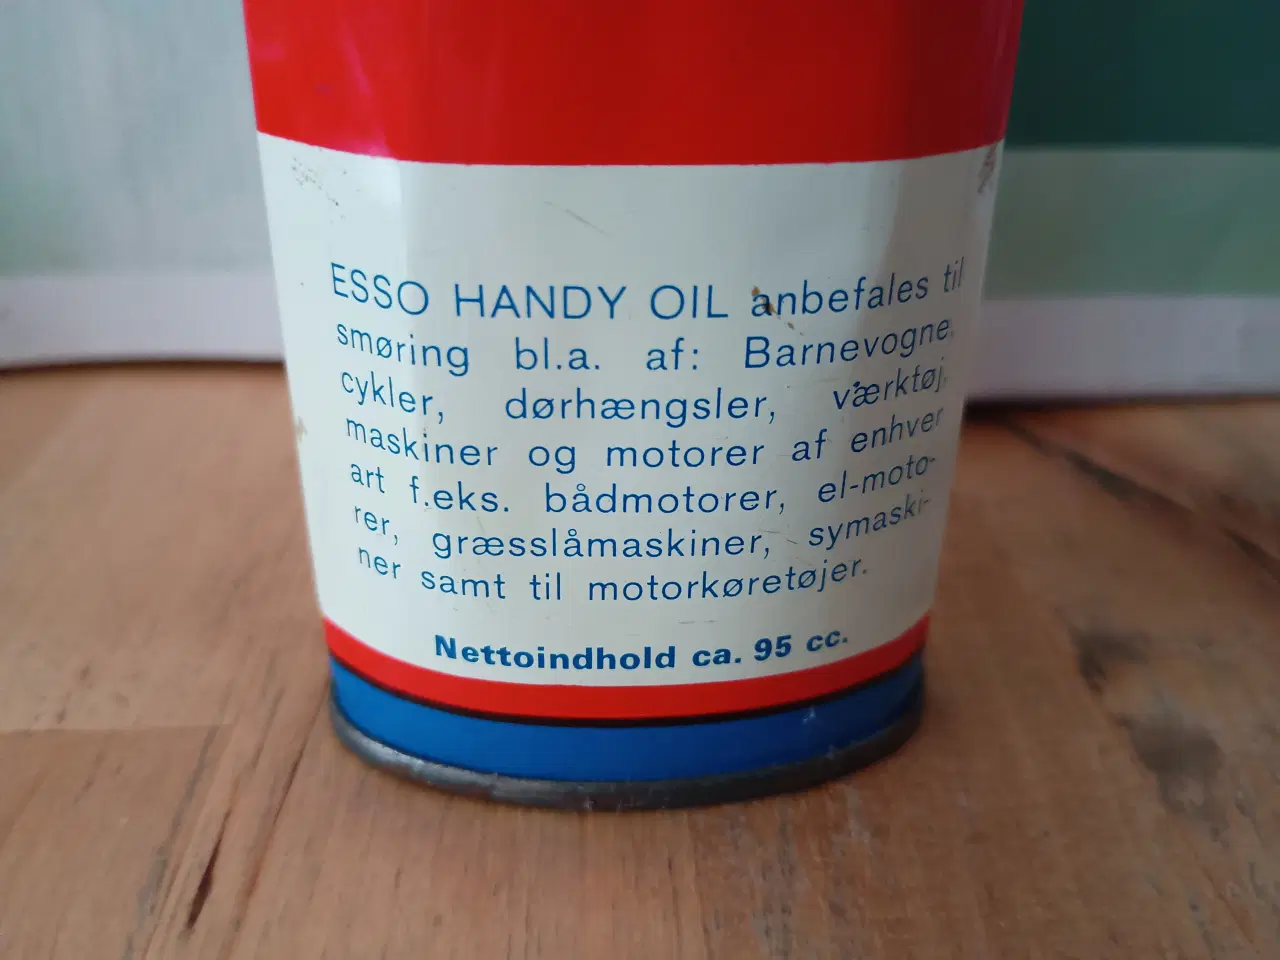 ESSO HANDY OIL anbefales til
smøring bl.a. af: Barnevogne,
cykler, dørhængsler, værktøj,
maskiner og motorer af enhver
art f.eks. bådmotorer, el-moto-
rer, græsslåmaskiner, symaski-
ner samt til motorkøretøjer.
Nettoindhold ca. 95 cc.